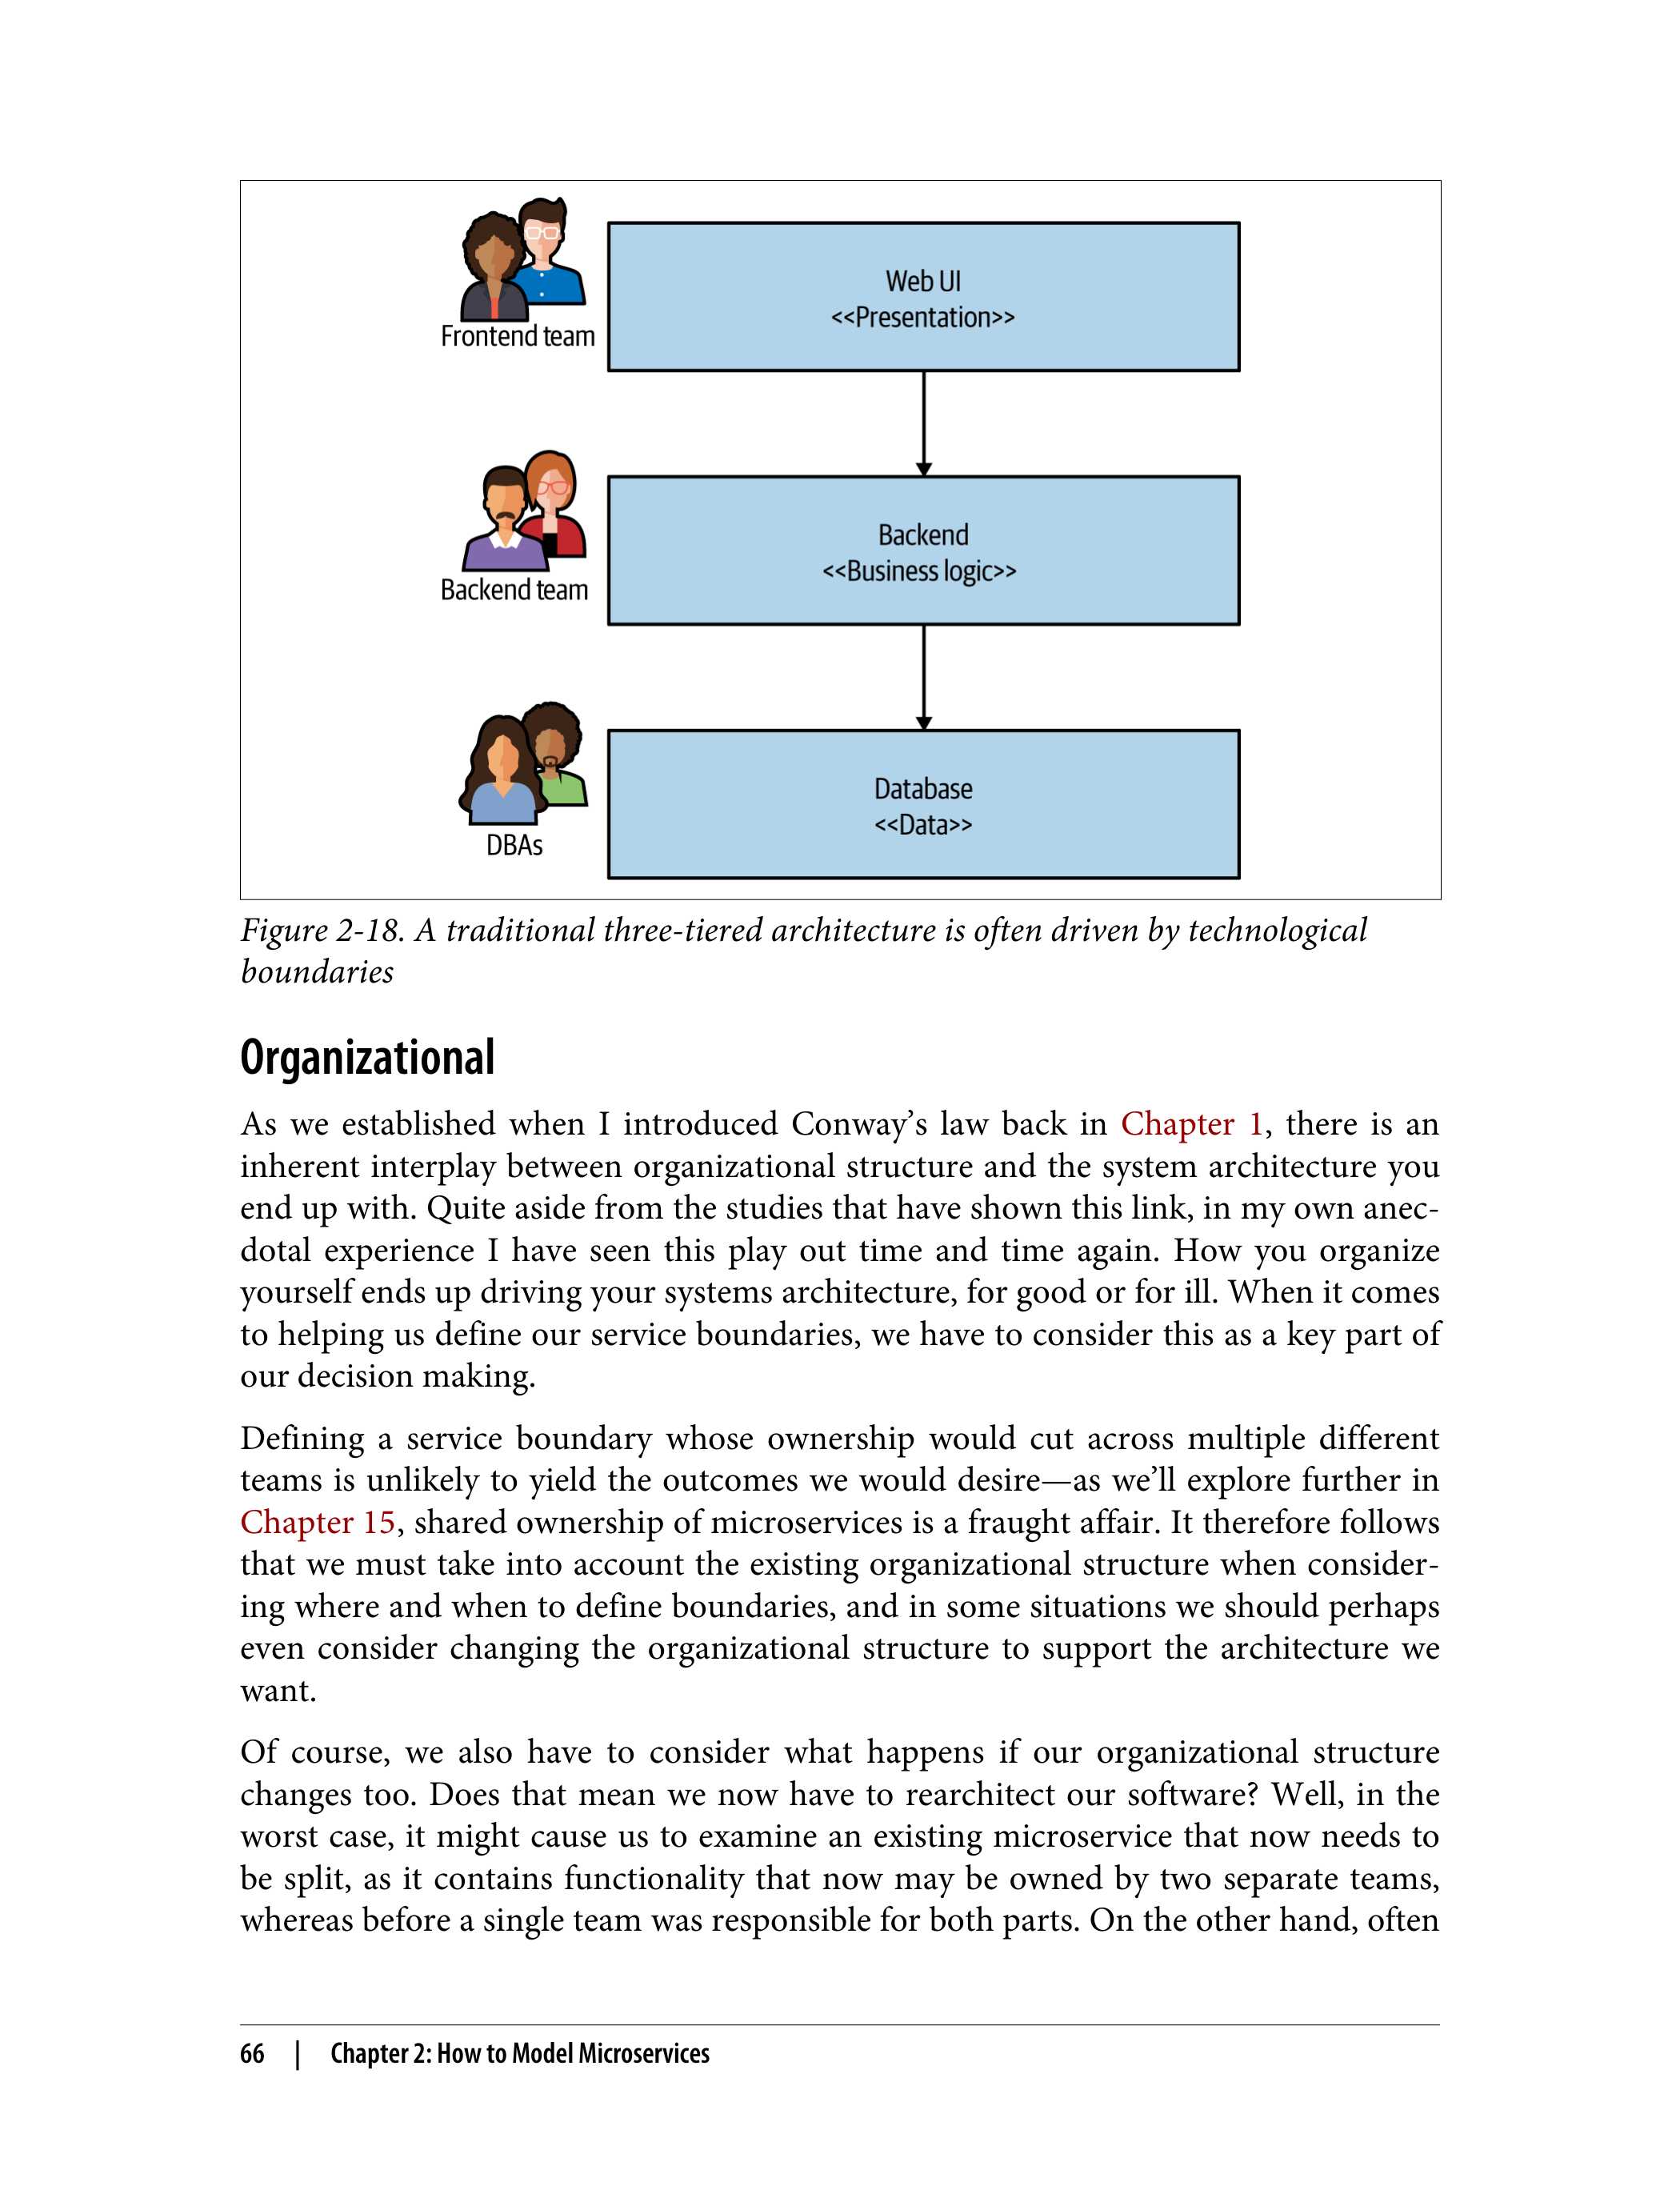 Web UI
<<Presentation>>
Frontend team
Backend
<<Business logic>>
Backend team
Database
<<Data>>
DBAs
Figure 2-18. A traditional three-tiered architecture is often driven by technological
boundaries
Organizational
As we established when I introduced Conway’s law back in Chapter 1, there is an
inherent interplay between organizational structure and the system architecture you
end up with. Quite aside from the studies that have shown this link, in my own anec-
dotal experience I have seen this play out time and time again. How you organize
yourself ends up driving your systems architecture, for good or for ill. When it comes
to helping us define our service boundaries, we have to consider this as a key part of
our decision making.
Defining a service boundary whose ownership would cut across multiple different
teams is unlikely to yield the outcomes we would desire—as we’ll explore further in
Chapter 15, shared ownership of microservices is a fraught affair. It therefore follows
that we must take into account the existing organizational structure when consider-
ing where and when to define boundaries, and in some situations we should perhaps
even consider changing the organizational structure to support the architecture we
want.
Of course, we also have to consider what happens if our organizational structure
changes too. Does that mean we now have to rearchitect our software? Well, in the
worst case, it might cause us to examine an existing microservice that now needs to
be split, as it contains functionality that now may be owned by two separate teams,
whereas before a single team was responsible for both parts. On the other hand, often
66 | Chapter 2: How to Model Microservices